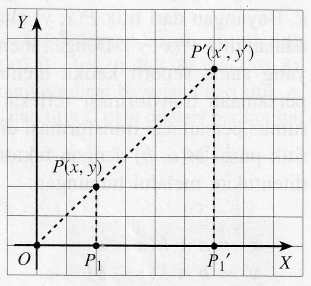 Y
P′(x′, y′)
P(x, y)
O
P₁
P₁′
X